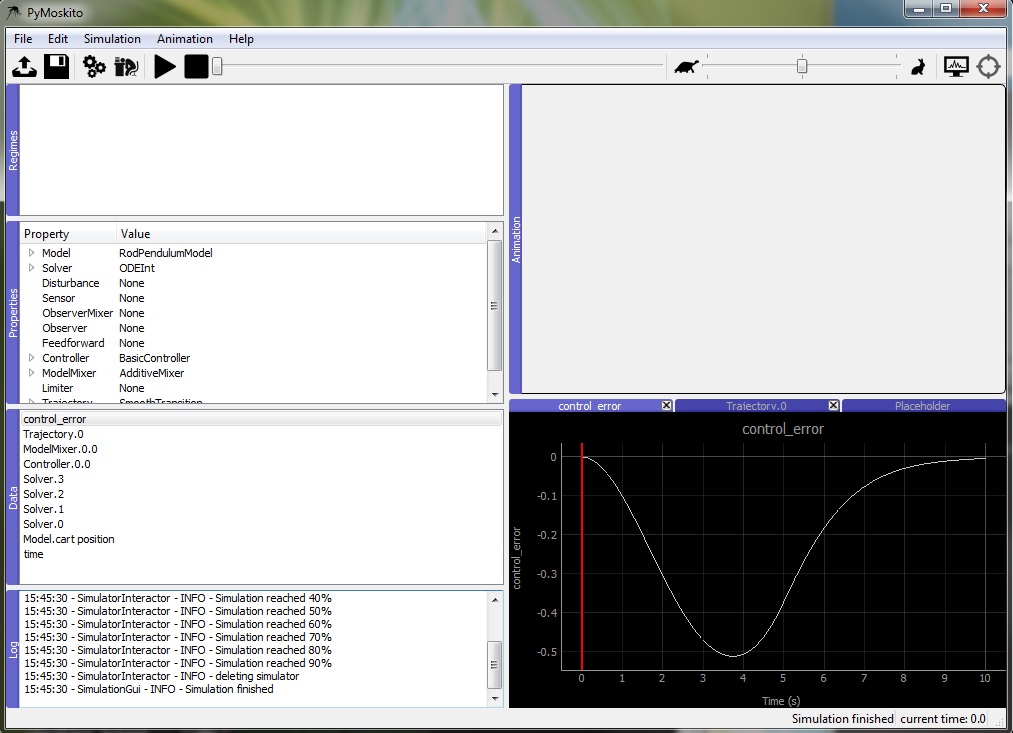 PyMoskito
File Edit Simulation Animation Help
Regimes
Properties
Property Value
Model RodPendulumModel
Solver ODEInt
Disturbance None
Sensor None
ObserverMixer None
Observer None
Feedforward None
Controller BasicController
ModelMixer AdditiveMixer
Limiter None
Trajectory SmoothTransition
Data
control_error
Trajectory.0
ModelMixer.0.0
Controller.0.0
Solver.3
Solver.2
Solver.1
Solver.0
Model.cart position
time
Log
15:45:30 - SimulatorInteractor - INFO - Simulation reached 40%
15:45:30 - SimulatorInteractor - INFO - Simulation reached 50%
15:45:30 - SimulatorInteractor - INFO - Simulation reached 60%
15:45:30 - SimulatorInteractor - INFO - Simulation reached 70%
15:45:30 - SimulatorInteractor - INFO - Simulation reached 80%
15:45:30 - SimulatorInteractor - INFO - Simulation reached 90%
15:45:30 - SimulatorInteractor - INFO - deleting simulator
15:45:30 - SimulationGui - INFO - Simulation finished
Animation
control_error Trajectory.0 Placeholder
control_error
control_error
0
-0.1
-0.2
-0.3
-0.4
-0.5
0 1 2 3 4 5 6 7 8 9 10
Time (s)
Simulation finished current time: 0.0